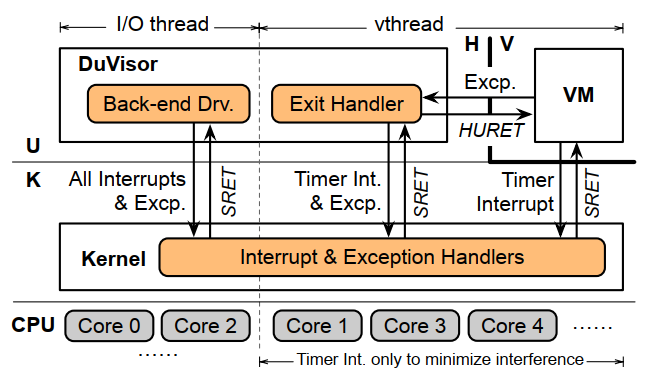 I/O thread
vthread
DuVisor
H
V
Back-end Drv.
Exit Handler
Excp.
HURET
VM
U
K
All Interrupts
& Excp.
SRET
Timer Int.
& Excp.
SRET
Timer
Interrupt
SRET
Kernel
Interrupt & Exception Handlers
CPU
Core 0
Core 2
Core 1
Core 3
Core 4
......
......
Timer Int. only to minimize interference